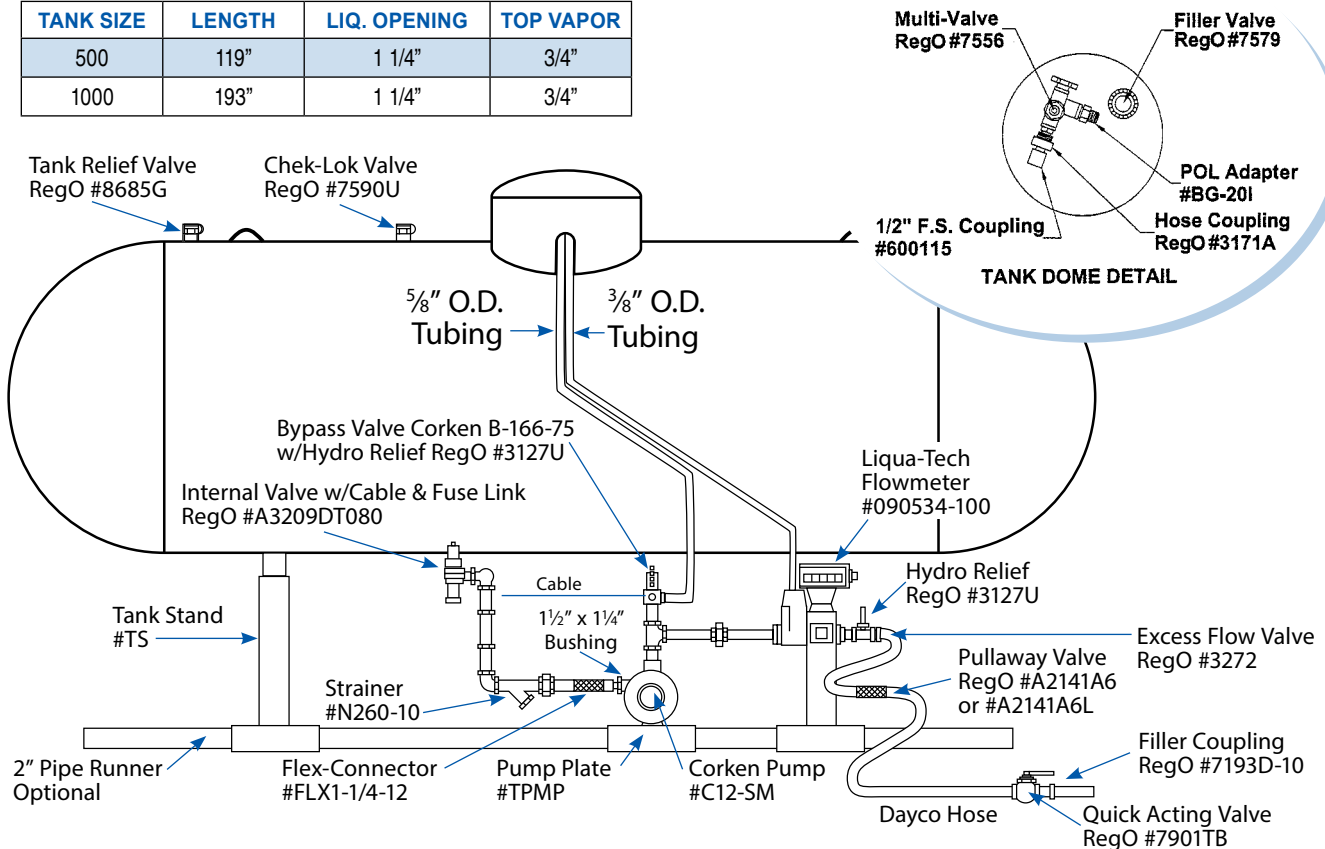 TANK SIZE LENGTH LIQ. OPENING TOP VAPOR
500 119” 1 1/4” 3/4”
1000 193” 1 1/4” 3/4”
Multi-Valve
RegO #7556
Filler Valve
RegO #7579
POL Adapter
#BG-20I
Hose Coupling
RegO #3171A
1/2" F.S. Coupling
#600115
TANK DOME DETAIL
Tank Relief Valve
RegO #8685G
Chek-Lok Valve
RegO #7590U
5⁄8” O.D.
Tubing
3⁄8” O.D.
Tubing
Bypass Valve Corken B-166-75
w/Hydro Relief RegO #3127U
Internal Valve w/Cable & Fuse Link
RegO #A3209DT080
Liqua-Tech
Flowmeter
#090534-100
Cable
Hydro Relief
RegO #3127U
Tank Stand
#TS
1½” x 1¼”
Bushing
Excess Flow Valve
RegO #3272
Pullaway Valve
RegO #A2141A6
or #A2141A6L
Strainer
#N260-10
2” Pipe Runner
Optional
Flex-Connector
#FLX1-1/4-12
Pump Plate
#TPMP
Corken Pump
#C12-SM
Filler Coupling
RegO #7193D-10
Dayco Hose
Quick Acting Valve
RegO #7901TB